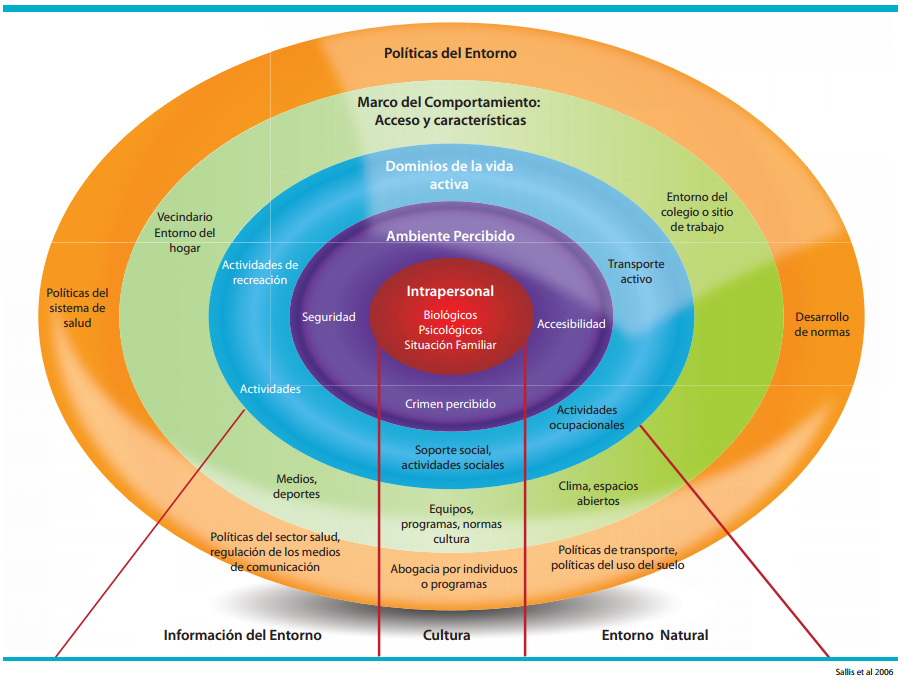 Políticas del Entorno
Marco del Comportamiento:
Acceso y características
Dominios de la vida
activa
Ambiente Percibido
Intrapersonal
Biológicos
Psicológicos
Situación Familiar
Vecindario
Entorno del
hogar
Entorno del
colegio o sitio
de trabajo
Actividades de
recreación
Transporte
activo
Políticas del
sistema de
salud
Seguridad
Accesibilidad
Desarrollo
de normas
Actividades
Crimen percibido
Actividades
ocupacionales
Soporte social,
actividades sociales
Medios,
deportes
Clima, espacios
abiertos
Equipos,
programas, normas
cultura
Políticas del sector salud,
regulación de los medios
de comunicación
Abogacia por individuos
o programas
Políticas de transporte,
políticas del uso del suelo
Información del Entorno
Cultura
Entorno Natural
Sallis et al 2006